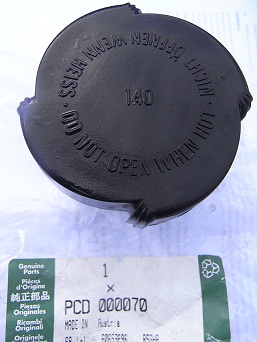 NICHT ÖFFNEN WENN HEISS · DO NOT OPEN WHEN HOT ·
140
Genuine
Parts
Pièces
d'Origine
純正部品
Piezas
Originales
Ricambi
Originali
Originale
1
×
PCD 000070
MADE IN Austria